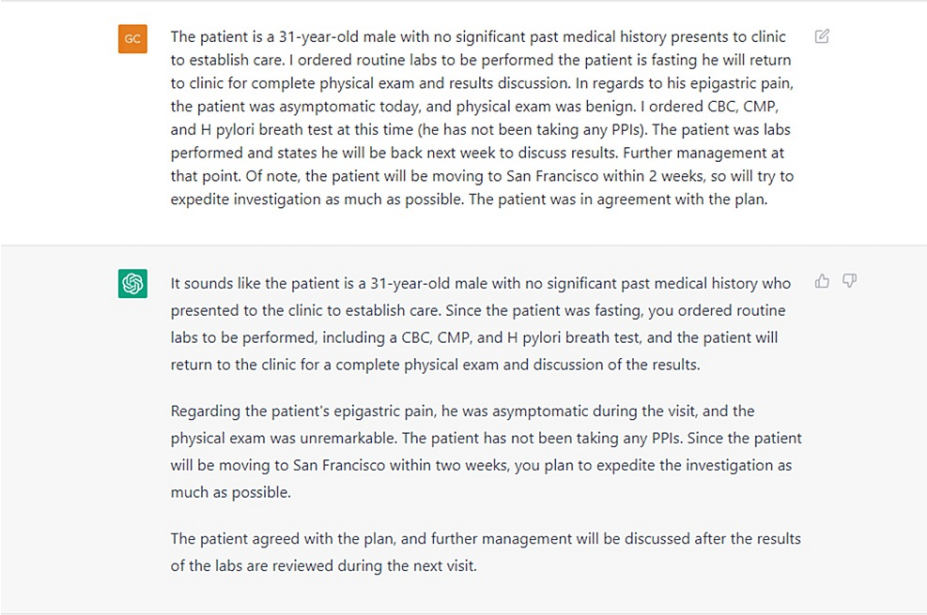 GC
The patient is a 31-year-old male with no significant past medical history presents to clinic
to establish care. I ordered routine labs to be performed the patient is fasting he will return
to clinic for complete physical exam and results discussion. In regards to his epigastric pain,
the patient was asymptomatic today, and physical exam was benign. I ordered CBC, CMP,
and H pylori breath test at this time (he has not been taking any PPIs). The patient was labs
performed and states he will be back next week to discuss results. Further management at
that point. Of note, the patient will be moving to San Francisco within 2 weeks, so will try to
expedite investigation as much as possible. The patient was in agreement with the plan.
It sounds like the patient is a 31-year-old male with no significant past medical history who
presented to the clinic to establish care. Since the patient was fasting, you ordered routine
labs to be performed, including a CBC, CMP, and H pylori breath test, and the patient will
return to the clinic for a complete physical exam and discussion of the results.
Regarding the patient's epigastric pain, he was asymptomatic during the visit, and the
physical exam was unremarkable. The patient has not been taking any PPIs. Since the patient
will be moving to San Francisco within two weeks, you plan to expedite the investigation as
much as possible.
The patient agreed with the plan, and further management will be discussed after the results
of the labs are reviewed during the next visit.